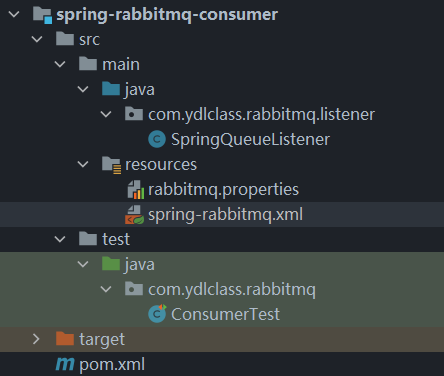 spring-rabbitmq-consumer
src
main
java
com.ydlclass.rabbitmq.listener
SpringQueueListener
resources
rabbitmq.properties
spring-rabbitmq.xml
test
java
com.ydlclass.rabbitmq
ConsumerTest
target
pom.xml